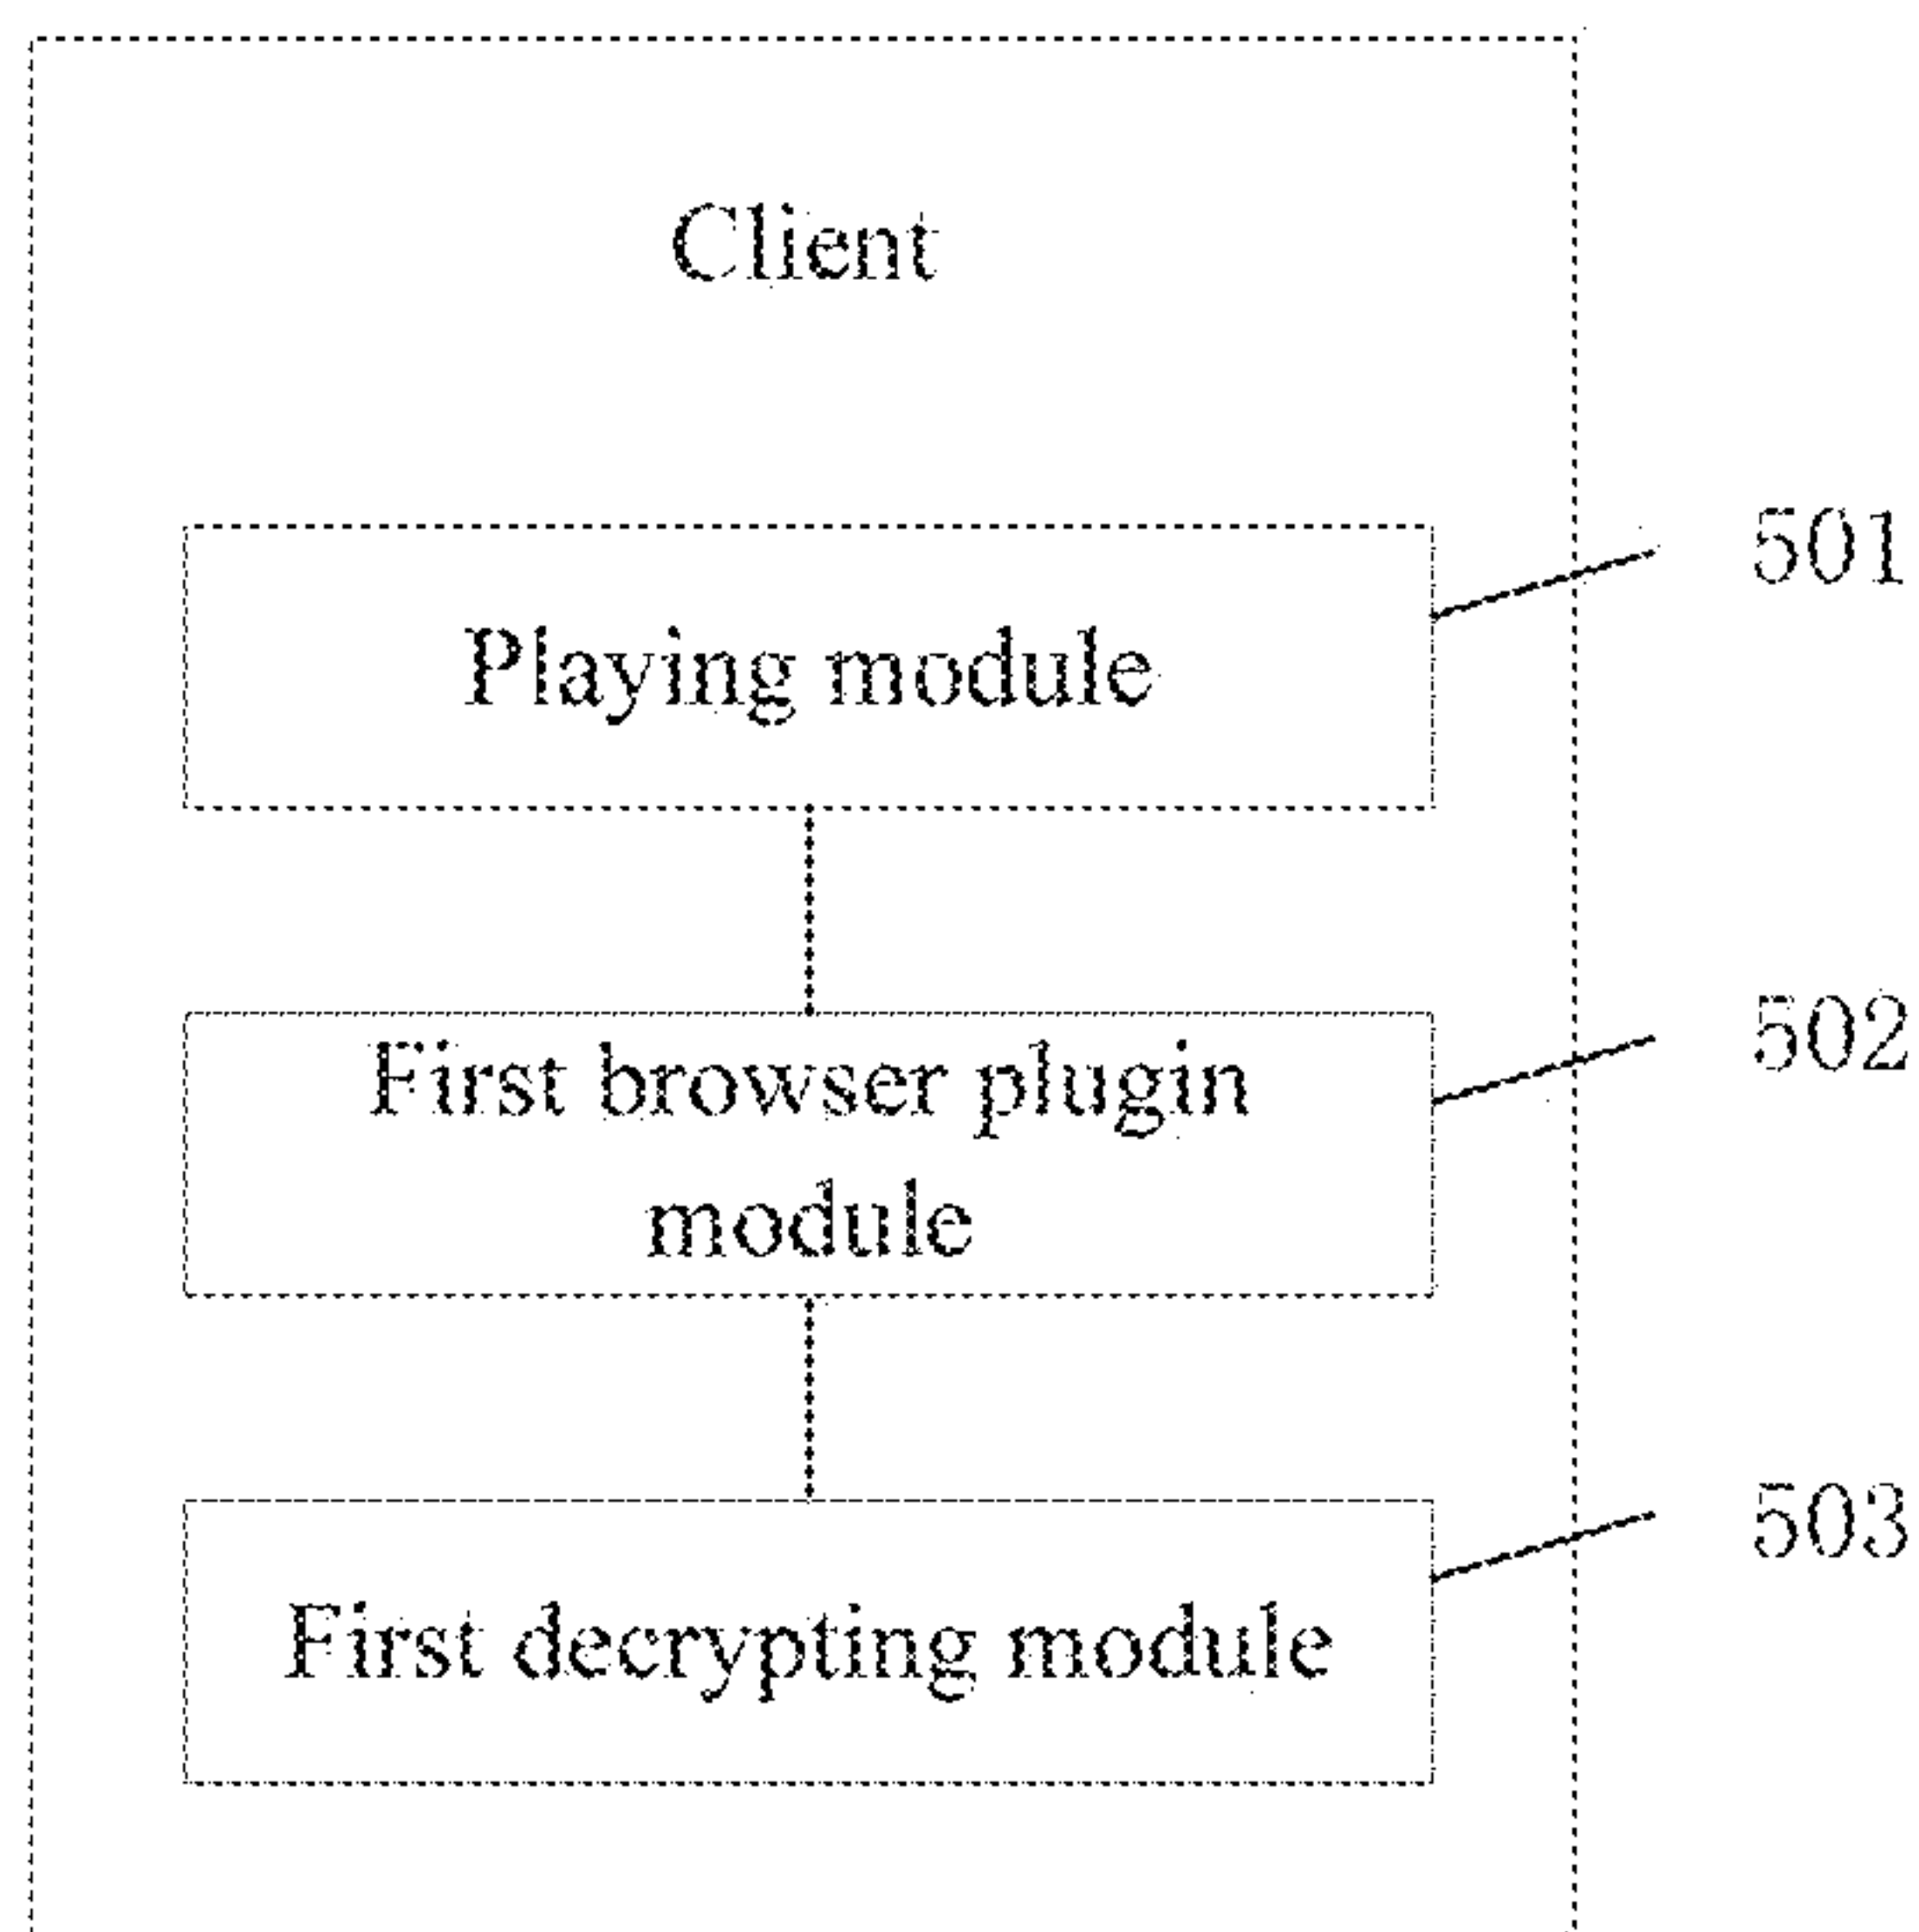 Client
501
Playing module
502
First browser plugin
module
503
First decrypting module